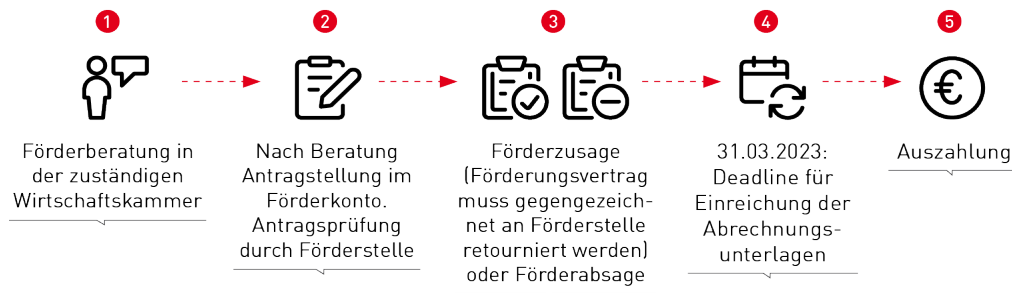 1
Förderberatung in
der zuständigen
Wirtschaftskammer
2
Nach Beratung
Antragstellung im
Förderkonto.
Antragsprüfung
durch Förderstelle
3
Förderzusage
(Förderungsvertrag
muss gegengezeich-
net an Förderstelle
retourniert werden)
oder Förderabsage
4
31.03.2023:
Deadline für
Einreichung der
Abrechnungs-
unterlagen
5
€
Auszahlung